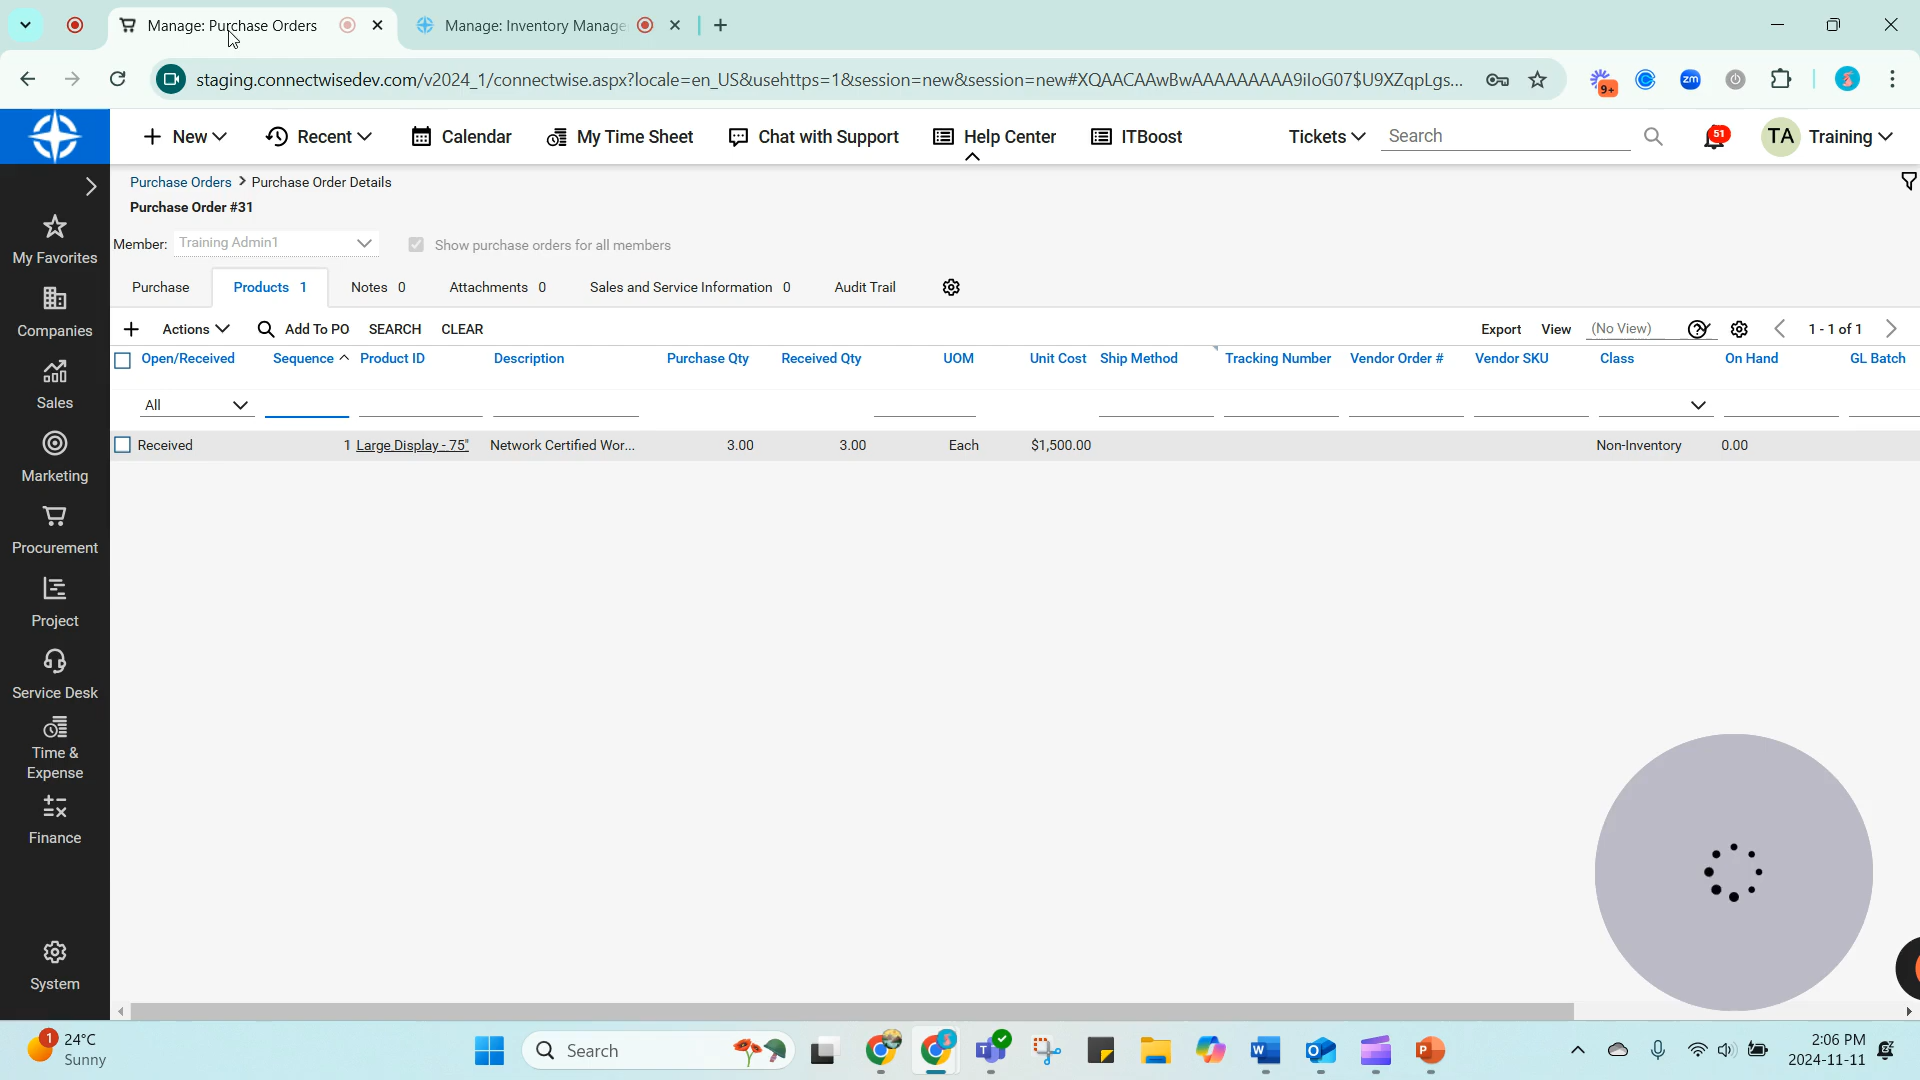 Manage: Purchase Orders
Manage: Inventory Manage
staging.connectwisedev.com/v2024_1/connectwise.aspx?locale=en_US&usehttps=1&session=new&session=new#XQAACAAwBwAAAAAAAAA9iIoG07$U9XZqpLgs...
9+
zm
New
Recent
Calendar
My Time Sheet
Chat with Support
Help Center
ITBoost
Tickets
Search
51
TA
Training
Purchase Orders > Purchase Order Details
Purchase Order #31
Member: Training Admin1
Show purchase orders for all members
Purchase
Products 1
Notes 0
Attachments 0
Sales and Service Information 0
Audit Trail
Actions
Add To PO
SEARCH
CLEAR
Export
View
(No View)
1 - 1 of 1
Open/Received
Sequence
Product ID
Description
Purchase Qty
Received Qty
UOM
Unit Cost
Ship Method
Tracking Number
Vendor Order #
Vendor SKU
Class
On Hand
GL Batch
All
Received
1
Large Display - 75"
Network Certified Wor...
3.00
3.00
Each
$1,500.00
Non-Inventory
0.00
My Favorites
Companies
Sales
Marketing
Procurement
Project
Service Desk
Time &
Expense
Finance
System
1
24°C
Sunny
Search
2:06 PM
2024-11-11